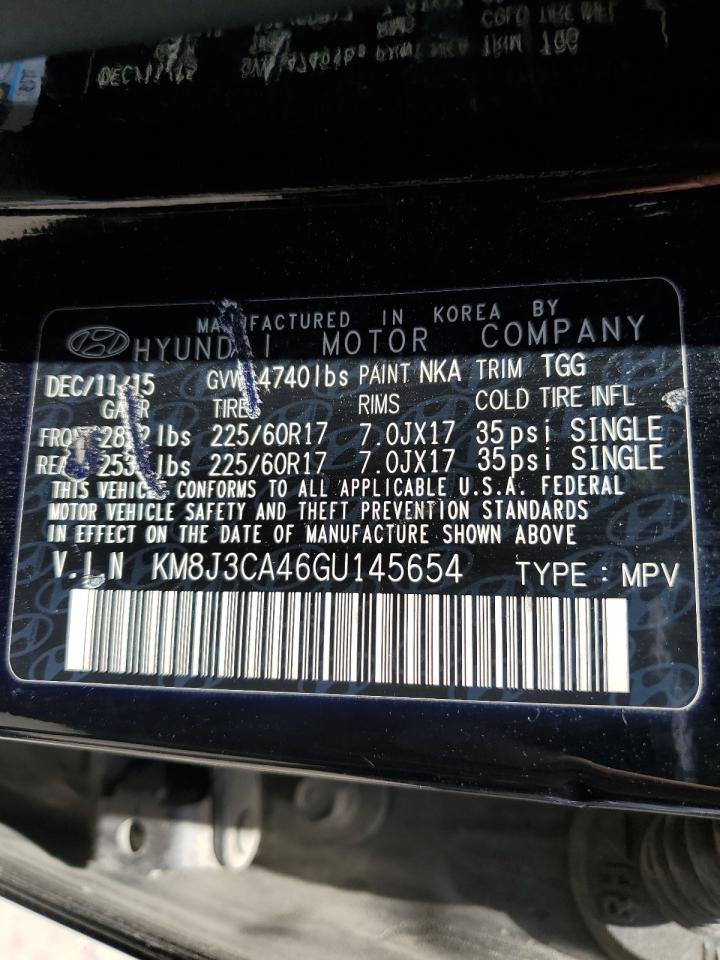 MANUFACTURED IN KOREA BY
HYUNDAI MOTOR COMPANY
DEC/11/15 GVWR 4740lbs PAINT NKA TRIM TGG
GAWR TIRE RIMS COLD TIRE INFL
lbs 225/60R17 7.0JX17 35psi SINGLE
lbs 225/60R17 7.0JX17 35psi SINGLE
THIS VEHICLE CONFORMS TO ALL APPLICABLE U.S.A. FEDERAL
MOTOR VEHICLE SAFETY AND THEFT PREVENTION STANDARDS
IN EFFECT ON THE DATE OF MANUFACTURE SHOWN ABOVE
V.I.N KM8J3CA46GU145654 TYPE : MPV
RH